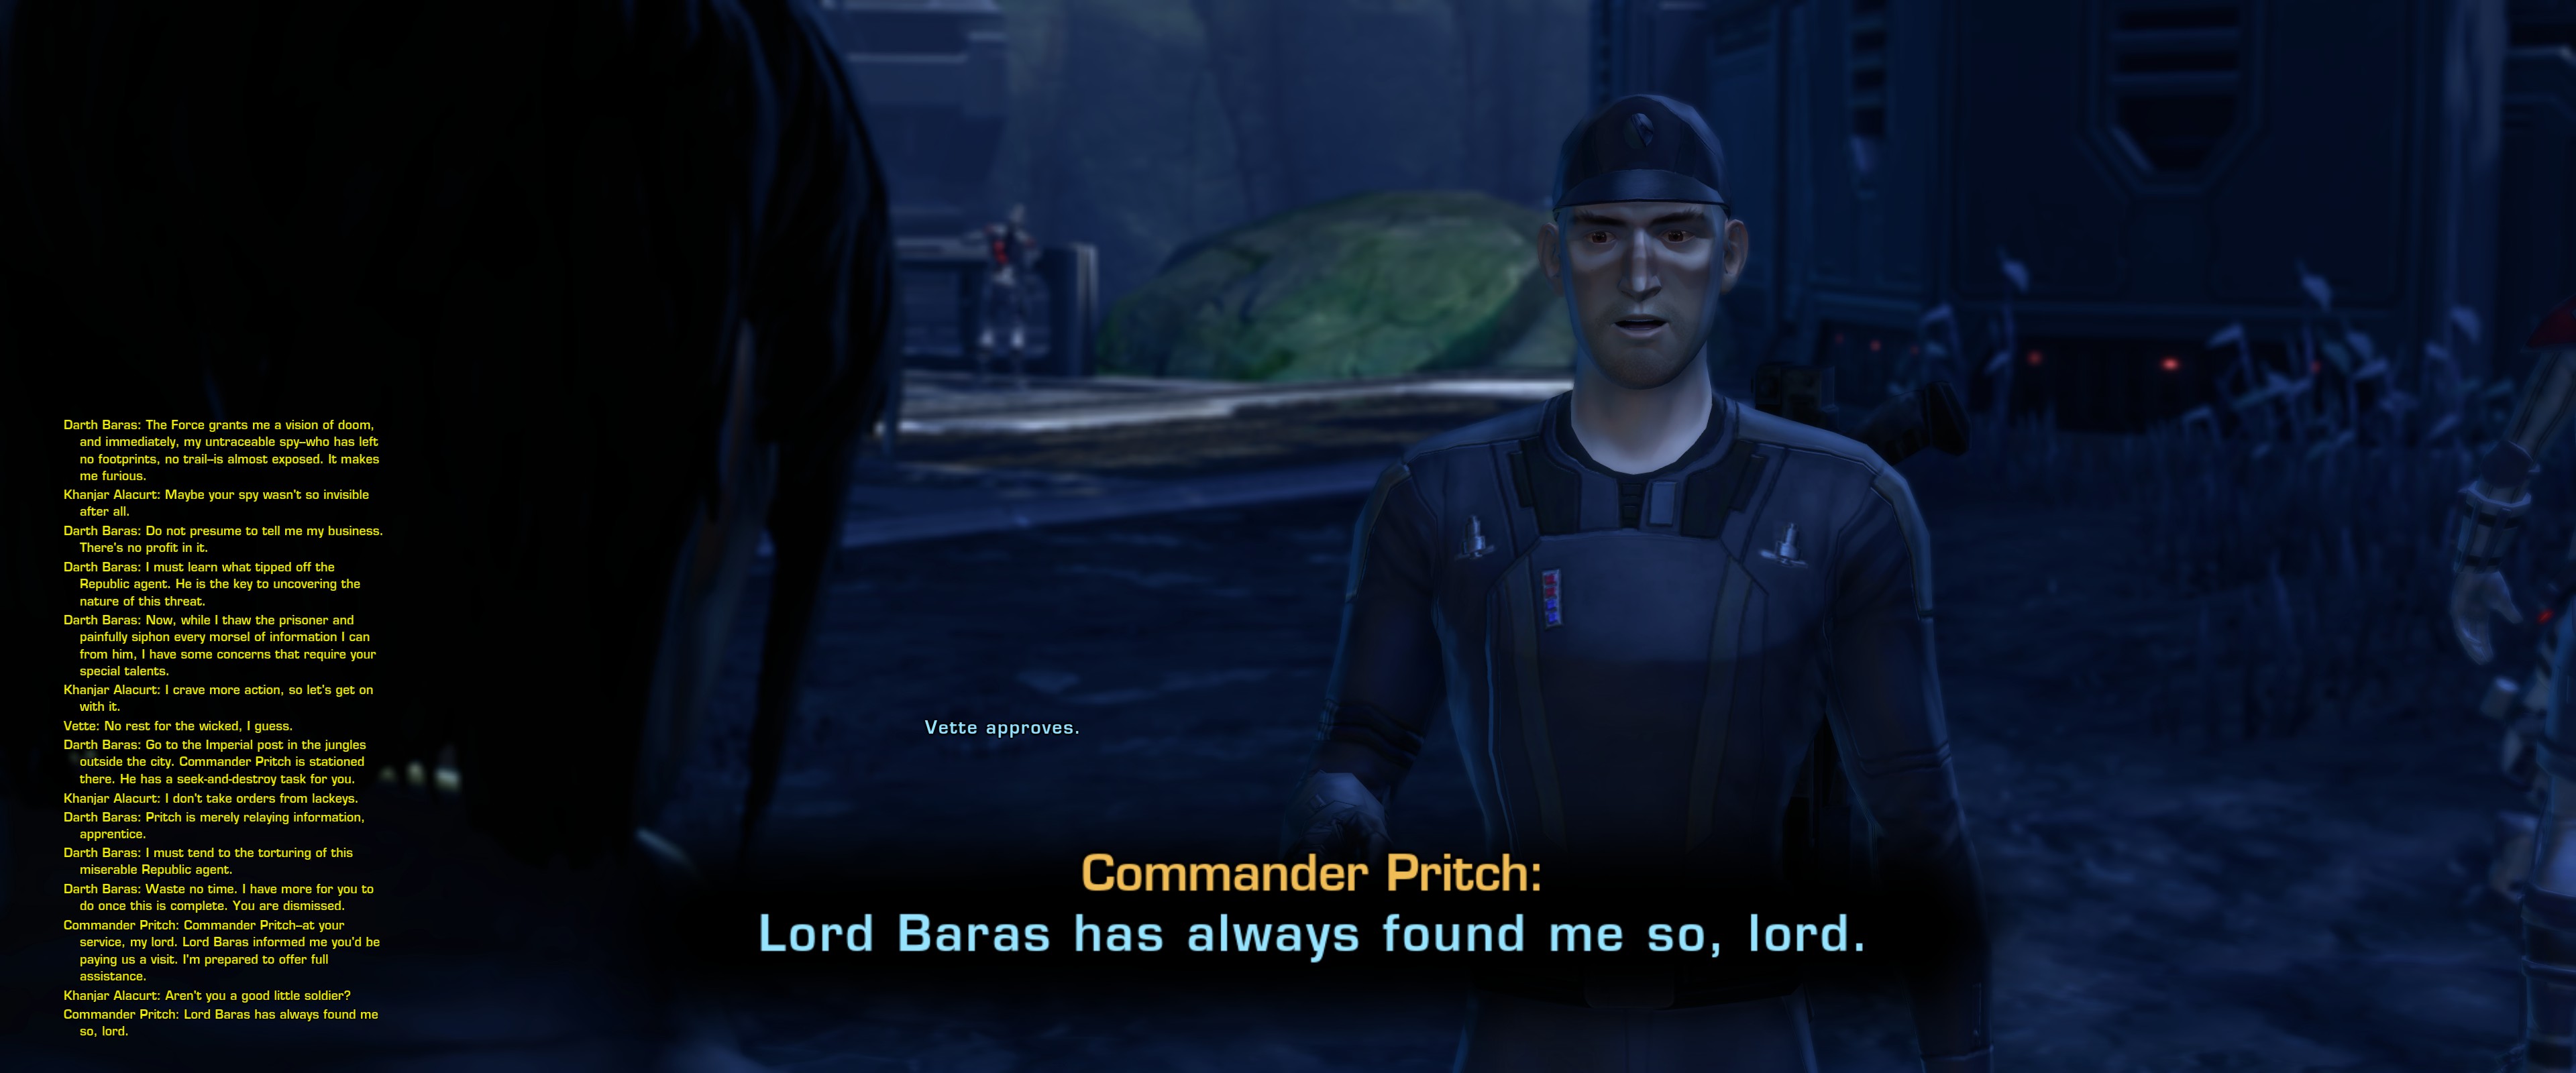 Darth Baras: The Force grants me a vision of doom,
and immediately, my untraceable spy--who has left
no footprints, no trail--is almost exposed. It makes
me furious.
Khanjar Alacurt: Maybe your spy wasn't so invisible
after all.
Darth Baras: Do not presume to tell me my business.
There's no profit in it.
Darth Baras: I must learn what tipped off the
Republic agent. He is the key to uncovering the
nature of this threat.
Darth Baras: Now, while I thaw the prisoner and
painfully siphon every morsel of information I can
from him, I have some concerns that require your
special talents.
Khanjar Alacurt: I crave more action, so let's get on
with it.
Vette: No rest for the wicked, I guess.
Darth Baras: Go to the Imperial post in the jungles
outside the city. Commander Pritch is stationed
there. He has a seek-and-destroy task for you.
Khanjar Alacurt: I don't take orders from lackeys.
Darth Baras: Pritch is merely relaying information,
apprentice.
Darth Baras: I must tend to the torturing of this
miserable Republic agent.
Darth Baras: Waste no time. I have more for you to
do once this is complete. You are dismissed.
Commander Pritch: Commander Pritch--at your
service, my lord. Lord Baras informed me you'd be
paying us a visit. I'm prepared to offer full
assistance.
Khanjar Alacurt: Aren't you a good little soldier?
Commander Pritch: Lord Baras has always found me
so, lord.
Vette approves.
Commander Pritch:
Lord Baras has always found me so, lord.